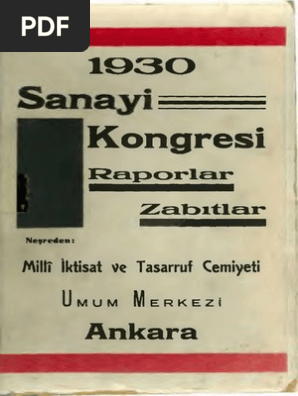 PDF
1930
Sanayi
Kongresi
Raporlar
Zabıtlar
Neşreden:
Millî İktisat ve Tasarruf Cemiyeti
UMUM MERKEZİ
Ankara